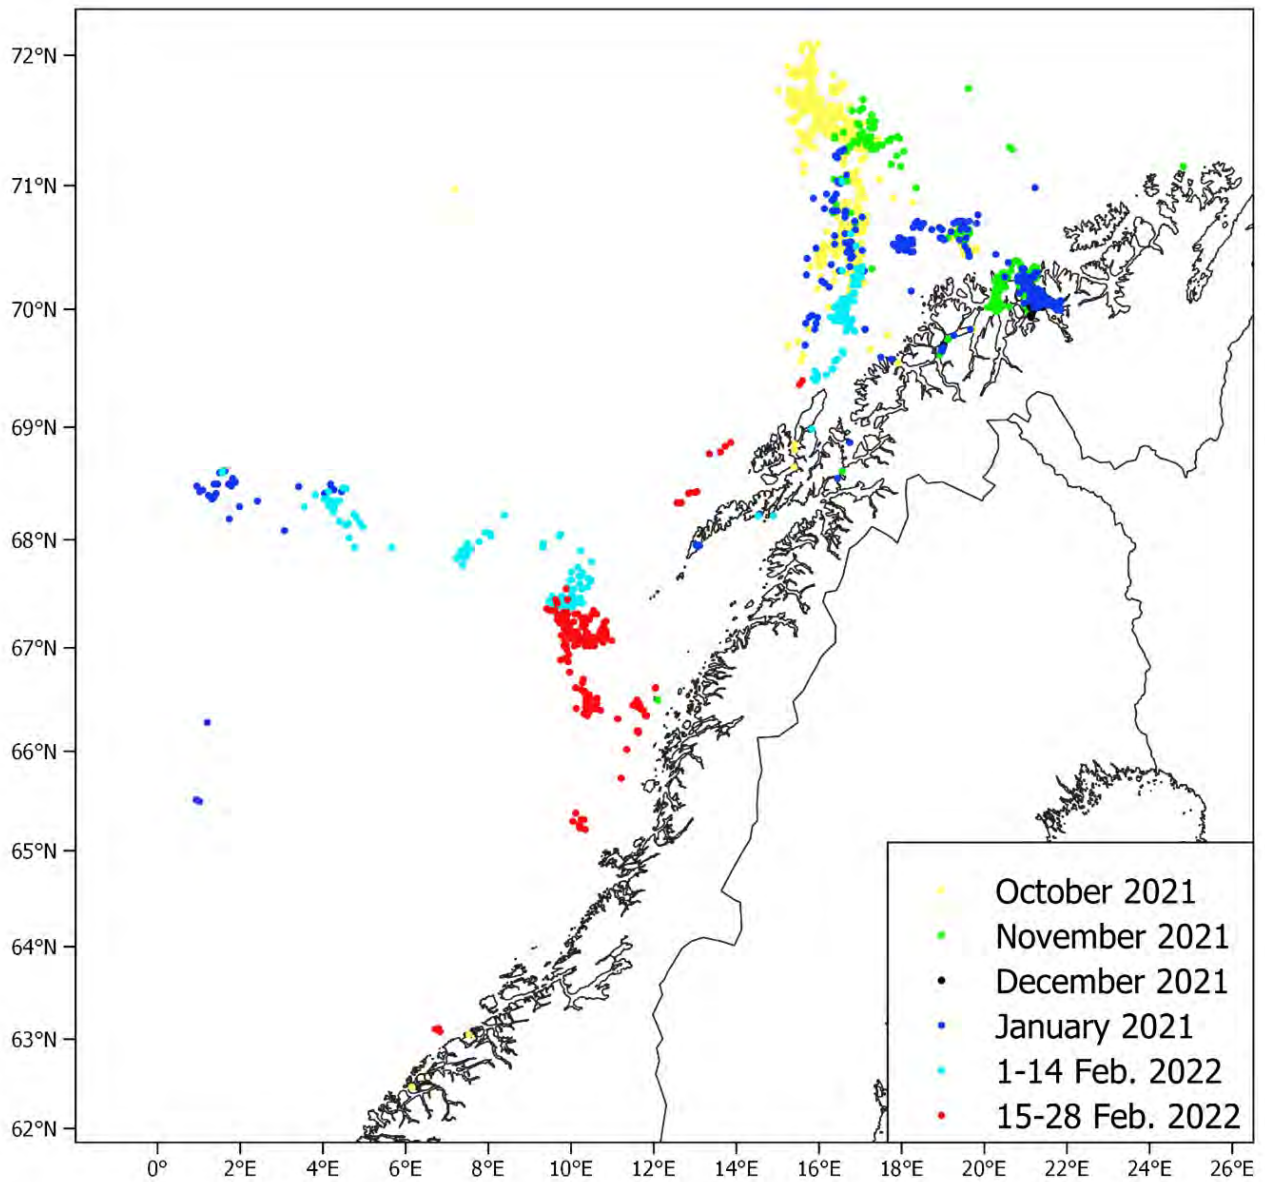 72°N
71°N
70°N
69°N
68°N
67°N
66°N
65°N
64°N
63°N
62°N
October 2021
November 2021
December 2021
January 2021
1-14 Feb. 2022
15-28 Feb. 2022
0° 2°E 4°E 6°E 8°E 10°E 12°E 14°E 16°E 18°E 20°E 22°E 24°E 26°E